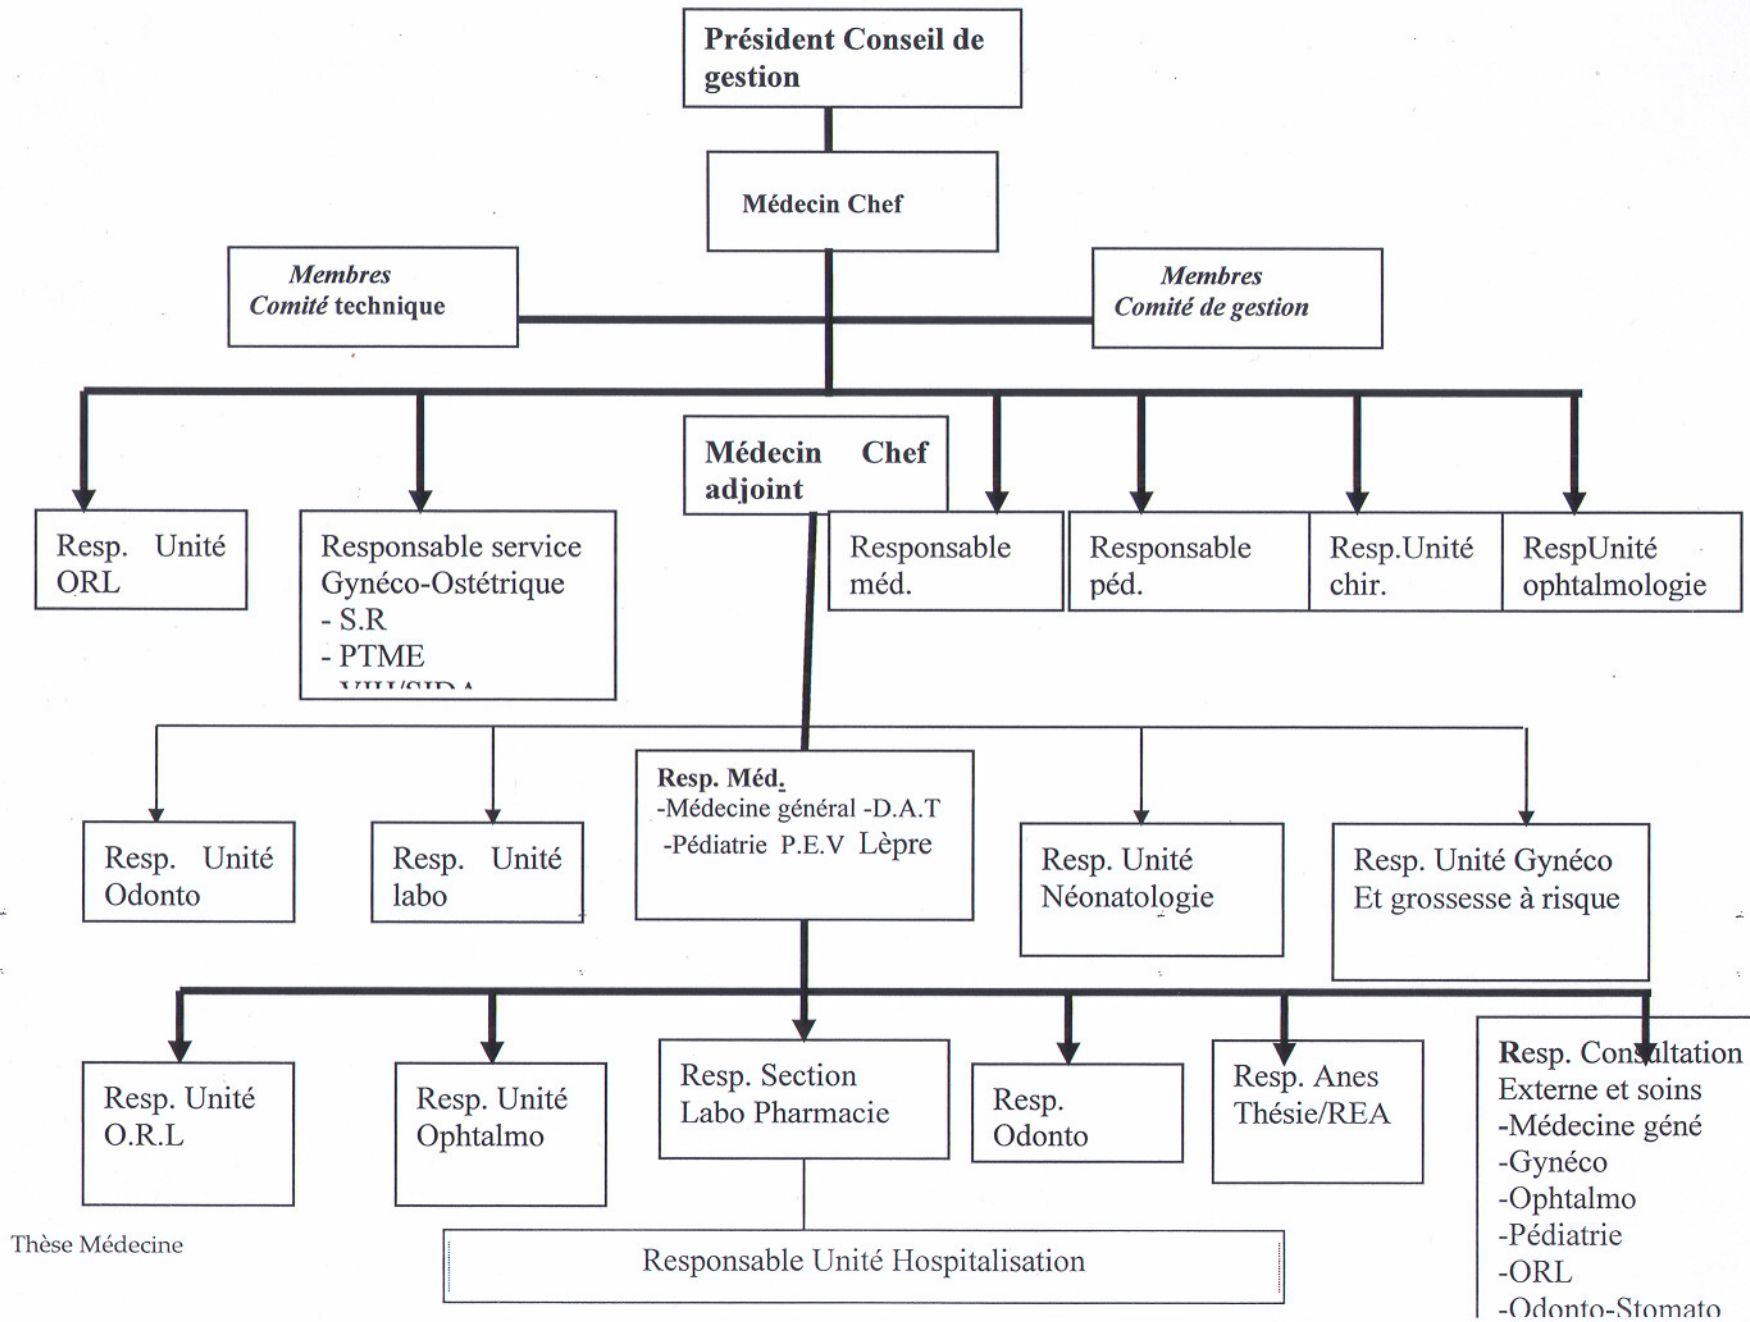 Président Conseil de
gestion
Médecin Chef
Membres
Comité technique
Membres
Comité de gestion
Médecin Chef
adjoint
Resp. Unité
ORL
Responsable service
Gynéco-Ostétrique
- S.R
- PTME
- VIH/SIDA
Responsable
méd.
Responsable
péd.
Resp.Unité
chir.
RespUnité
ophtalmologie
Resp. Unité
Odonto
Resp. Unité
labo
Resp. Méd.
-Médecine général -D.A.T
-Pédiatrie P.E.V Lèpre
Resp. Unité
Néonatologie
Resp. Unité Gynéco
Et grossesse à risque
Resp. Unité
O.R.L
Resp. Unité
Ophtalmo
Resp. Section
Labo Pharmacie
Resp.
Odonto
Resp. Anes
Thésie/REA
Resp. Consultation
Externe et soins
-Médecine géné
-Gynéco
-Ophtalmo
-Pédiatrie
-ORL
-Odonto-Stomato
Responsable Unité Hospitalisation
Thèse Médecine